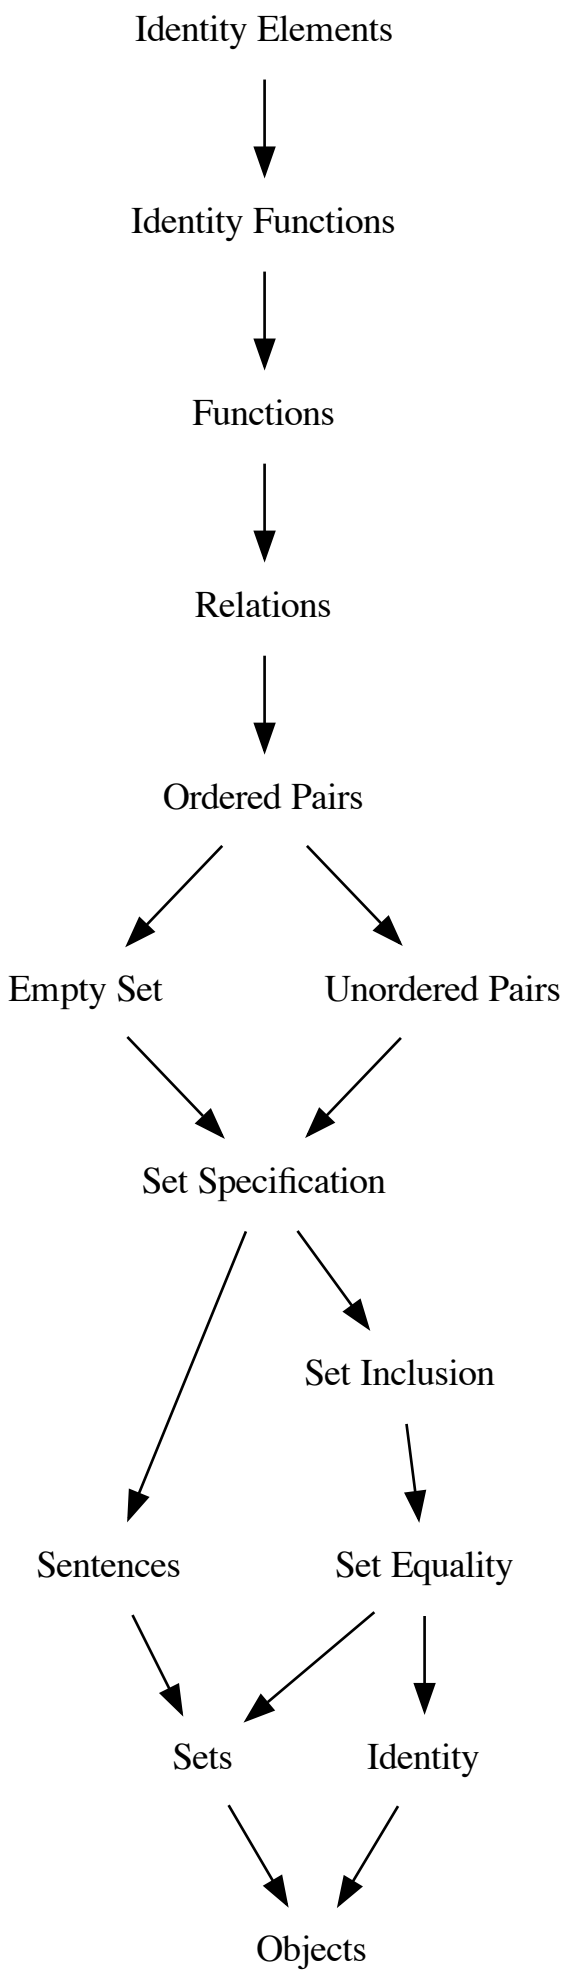 Identity Elements
Identity Functions
Functions
Relations
Ordered Pairs
Empty Set
Unordered Pairs
Set Specification
Set Inclusion
Sentences
Set Equality
Sets
Identity
Objects